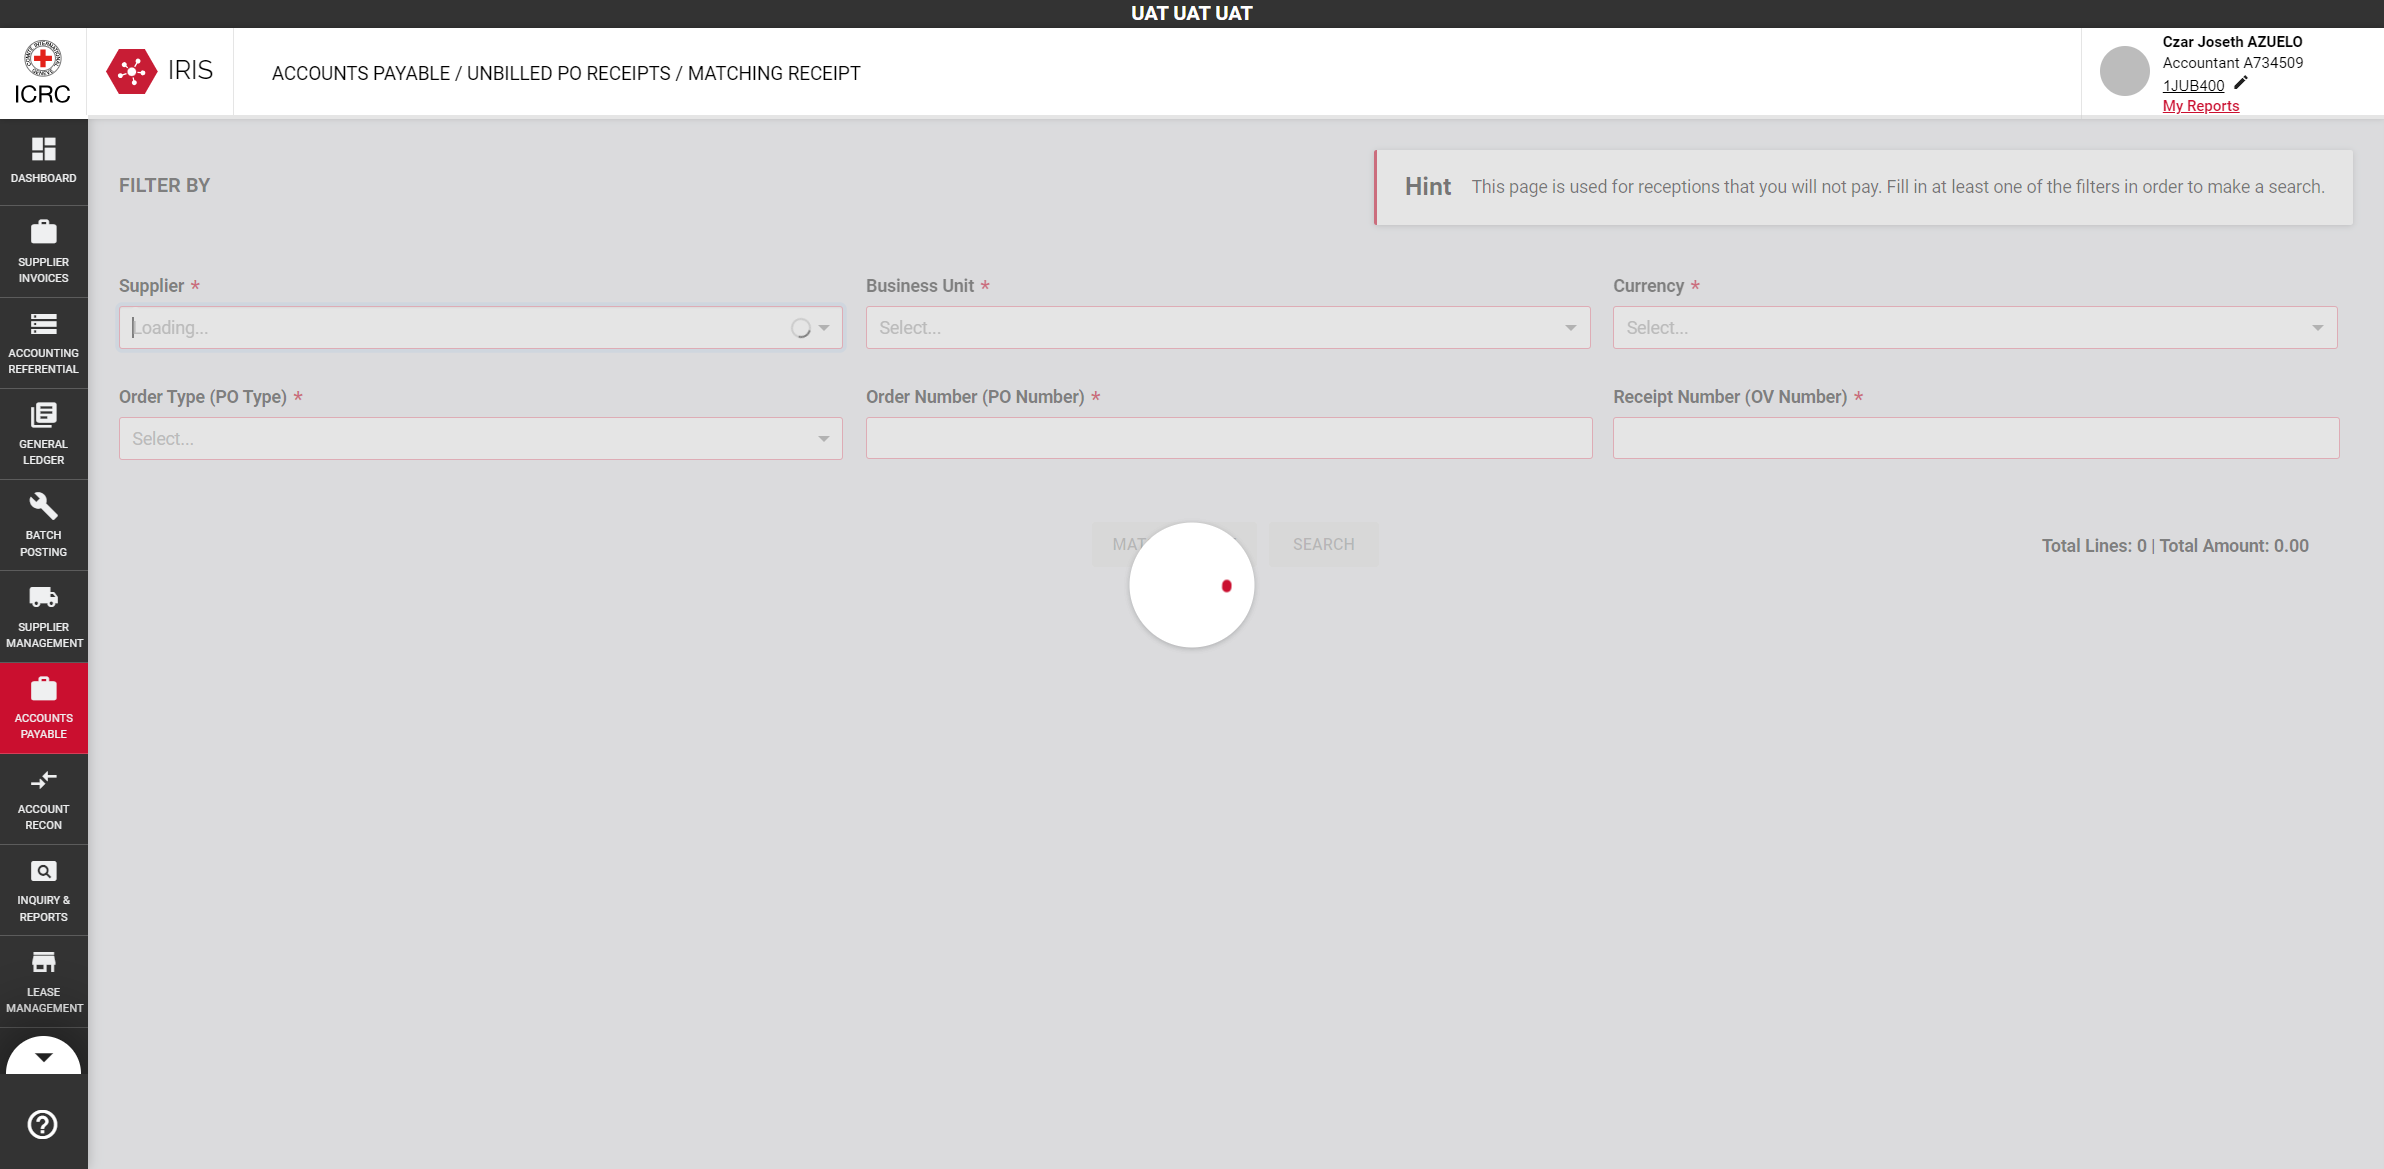 UAT UAT UAT
ICRC
IRIS
ACCOUNTS PAYABLE / UNBILLED PO RECEIPTS / MATCHING RECEIPT
Czar Joseth AZUELO
Accountant A734509
1JUB400
My Reports
DASHBOARD
SUPPLIER
INVOICES
ACCOUNTING
REFERENTIAL
GENERAL
LEDGER
BATCH
POSTING
SUPPLIER
MANAGEMENT
ACCOUNTS
PAYABLE
ACCOUNT
RECON
INQUIRY &
REPORTS
LEASE
MANAGEMENT
FILTER BY
Hint This page is used for receptions that you will not pay. Fill in at least one of the filters in order to make a search.
Supplier *
Loading...
Business Unit *
Select...
Currency *
Select...
Order Type (PO Type) *
Select...
Order Number (PO Number) *
Receipt Number (OV Number) *
SEARCH
Total Lines: 0 | Total Amount: 0.00